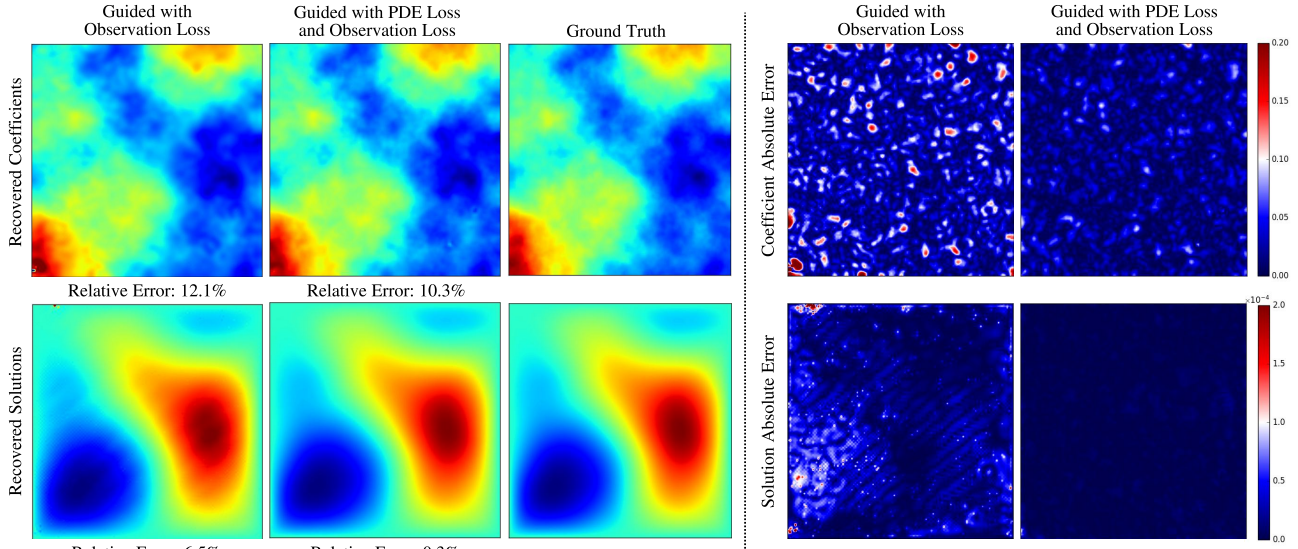 Guided with
Observation Loss
Guided with PDE Loss
and Observation Loss
Ground Truth
Guided with
Observation Loss
Guided with PDE Loss
and Observation Loss
Recovered Coefficients
Coefficient Absolute Error
0.20
0.15
0.10
0.05
0.00
Relative Error: 12.1%
Relative Error: 10.3%
Recovered Solutions
Solution Absolute Error
×10⁻⁴
2.0
1.5
1.0
0.5
0.0